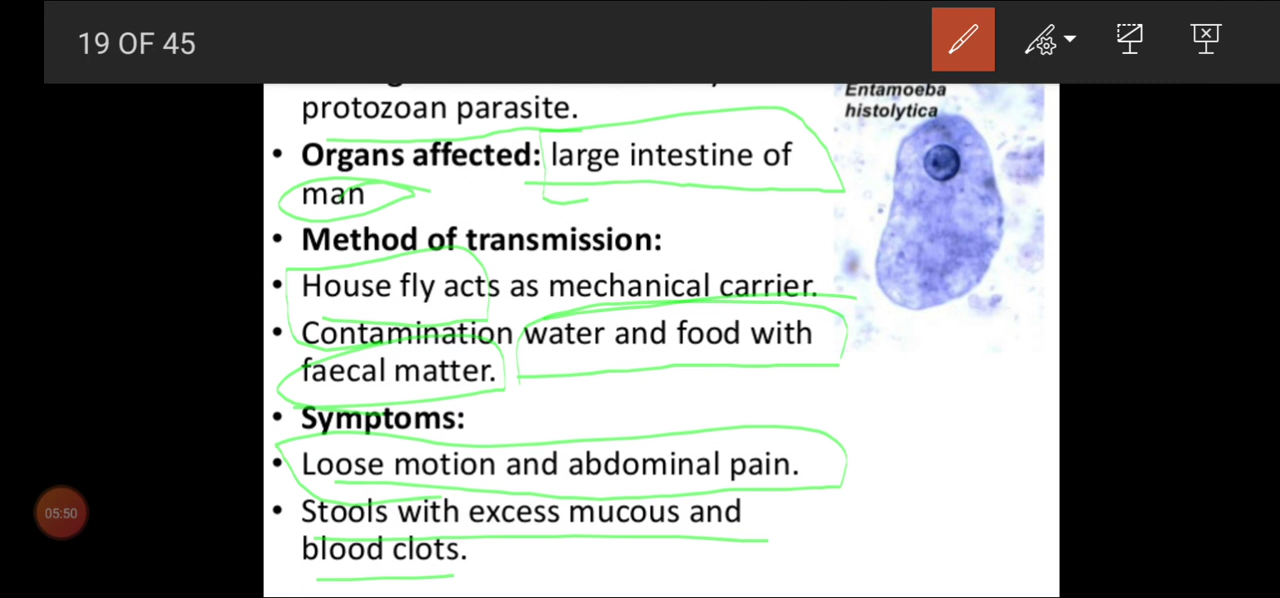 19 OF 45
protozoan parasite.
• Organs affected: large intestine of
man
• Method of transmission:
• House fly acts as mechanical carrier.
• Contamination water and food with
faecal matter.
• Symptoms:
• Loose motion and abdominal pain.
• Stools with excess mucous and
blood clots.
Entamoeba
histolytica
05:50